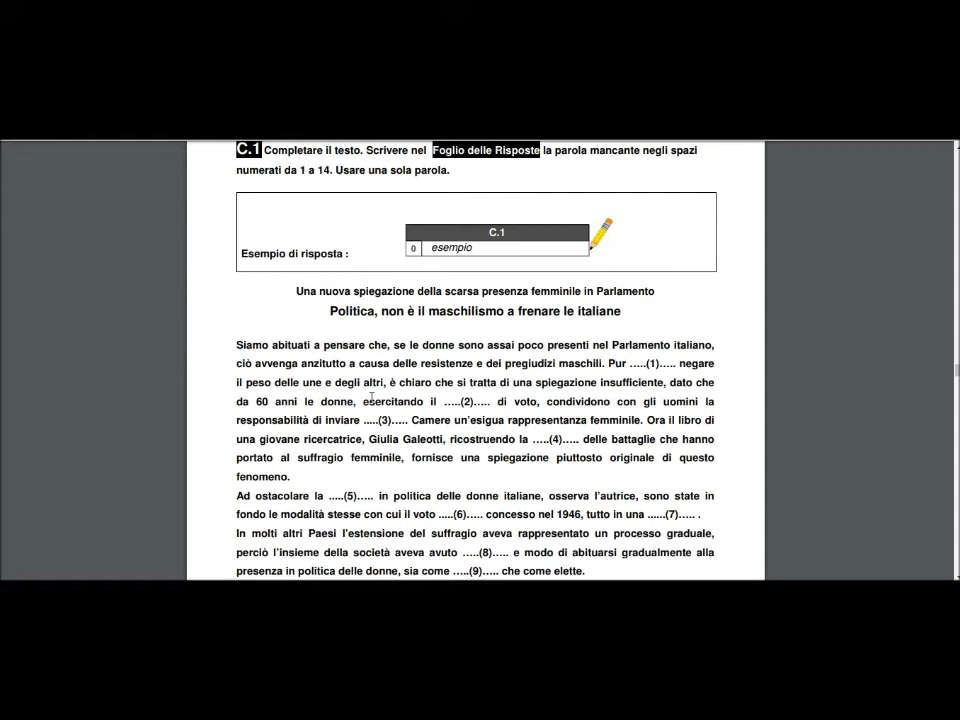 C.1 Completare il testo. Scrivere nel Foglio delle Risposte la parola mancante negli spazi
numerati da 1 a 14. Usare una sola parola.
C.1
0 esempio
Esempio di risposta :
Una nuova spiegazione della scarsa presenza femminile in Parlamento
Politica, non è il maschilismo a frenare le italiane
Siamo abituati a pensare che, se le donne sono assai poco presenti nel Parlamento italiano,
ciò avvenga anzitutto a causa delle resistenze e dei pregiudizi maschili. Pur …..(1)….. negare
il peso delle une e degli altri, è chiaro che si tratta di una spiegazione insufficiente, dato che
da 60 anni le donne, esercitando il …..(2)….. di voto, condividono con gli uomini la
responsabilità di inviare .....(3)….. Camere un’esigua rappresentanza femminile. Ora il libro di
una giovane ricercatrice, Giulia Galeotti, ricostruendo la …..(4)….. delle battaglie che hanno
portato al suffragio femminile, fornisce una spiegazione piuttosto originale di questo
fenomeno.
Ad ostacolare la .....(5)….. in politica delle donne italiane, osserva l’autrice, sono state in
fondo le modalità stesse con cui il voto .....(6)….. concesso nel 1946, tutto in una ......(7)….. .
In molti altri Paesi l’estensione del suffragio aveva rappresentato un processo graduale,
perciò l’insieme della società aveva avuto …..(8)….. e modo di abituarsi gradualmente alla
presenza in politica delle donne, sia come …..(9)….. che come elette.